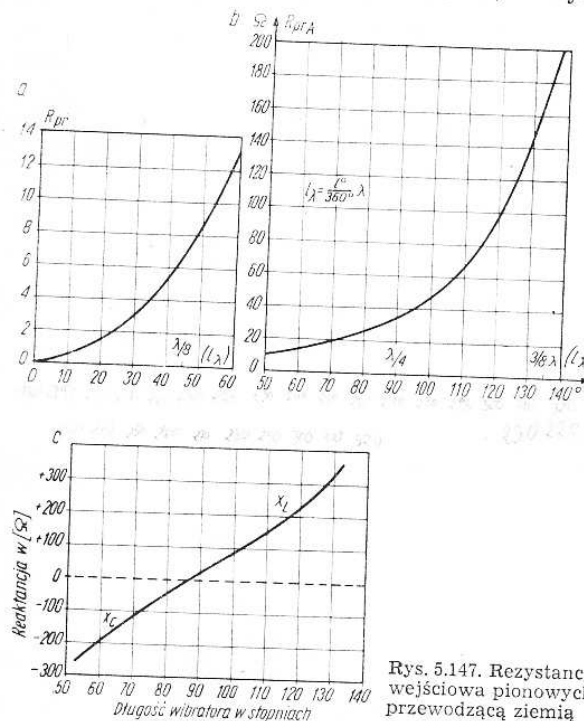 a
R_pr
14
12
10
8
6
4
2
0
0 10 20 30 40 50 60
λ/8 (l_λ)
b Ω R_prA
200
180
160
140
120
100
80
60
40
20
0
l_λ = l°/360° λ
λ/4
3/8 λ (l_λ
50 60 70 80 90 100 110 120 130 140°
c
Reaktancja w [Ω]
+300
+200
+100
0
-100
-200
-300
X_L
X_C
50 60 70 80 90 100 110 120 130 140
Długość wibratora w stopniach
Rys. 5.147. Rezystanc
wejściowa pionowych
przewodzącą ziemią